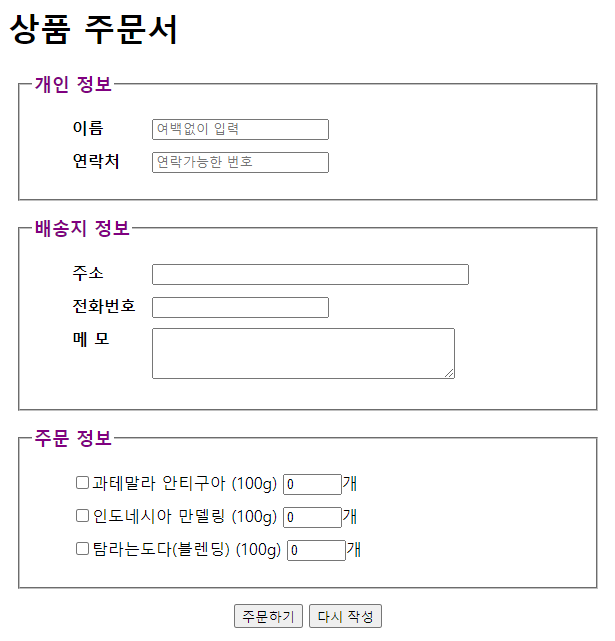 상품 주문서
개인 정보
이름 여백없이 입력
연락처 연락가능한 번호
배송지 정보
주소
전화번호
메 모
주문 정보
과테말라 안티구아 (100g) 0 개
인도네시아 만델링 (100g) 0 개
탐라는도다(블렌딩) (100g) 0 개
주문하기 다시 작성